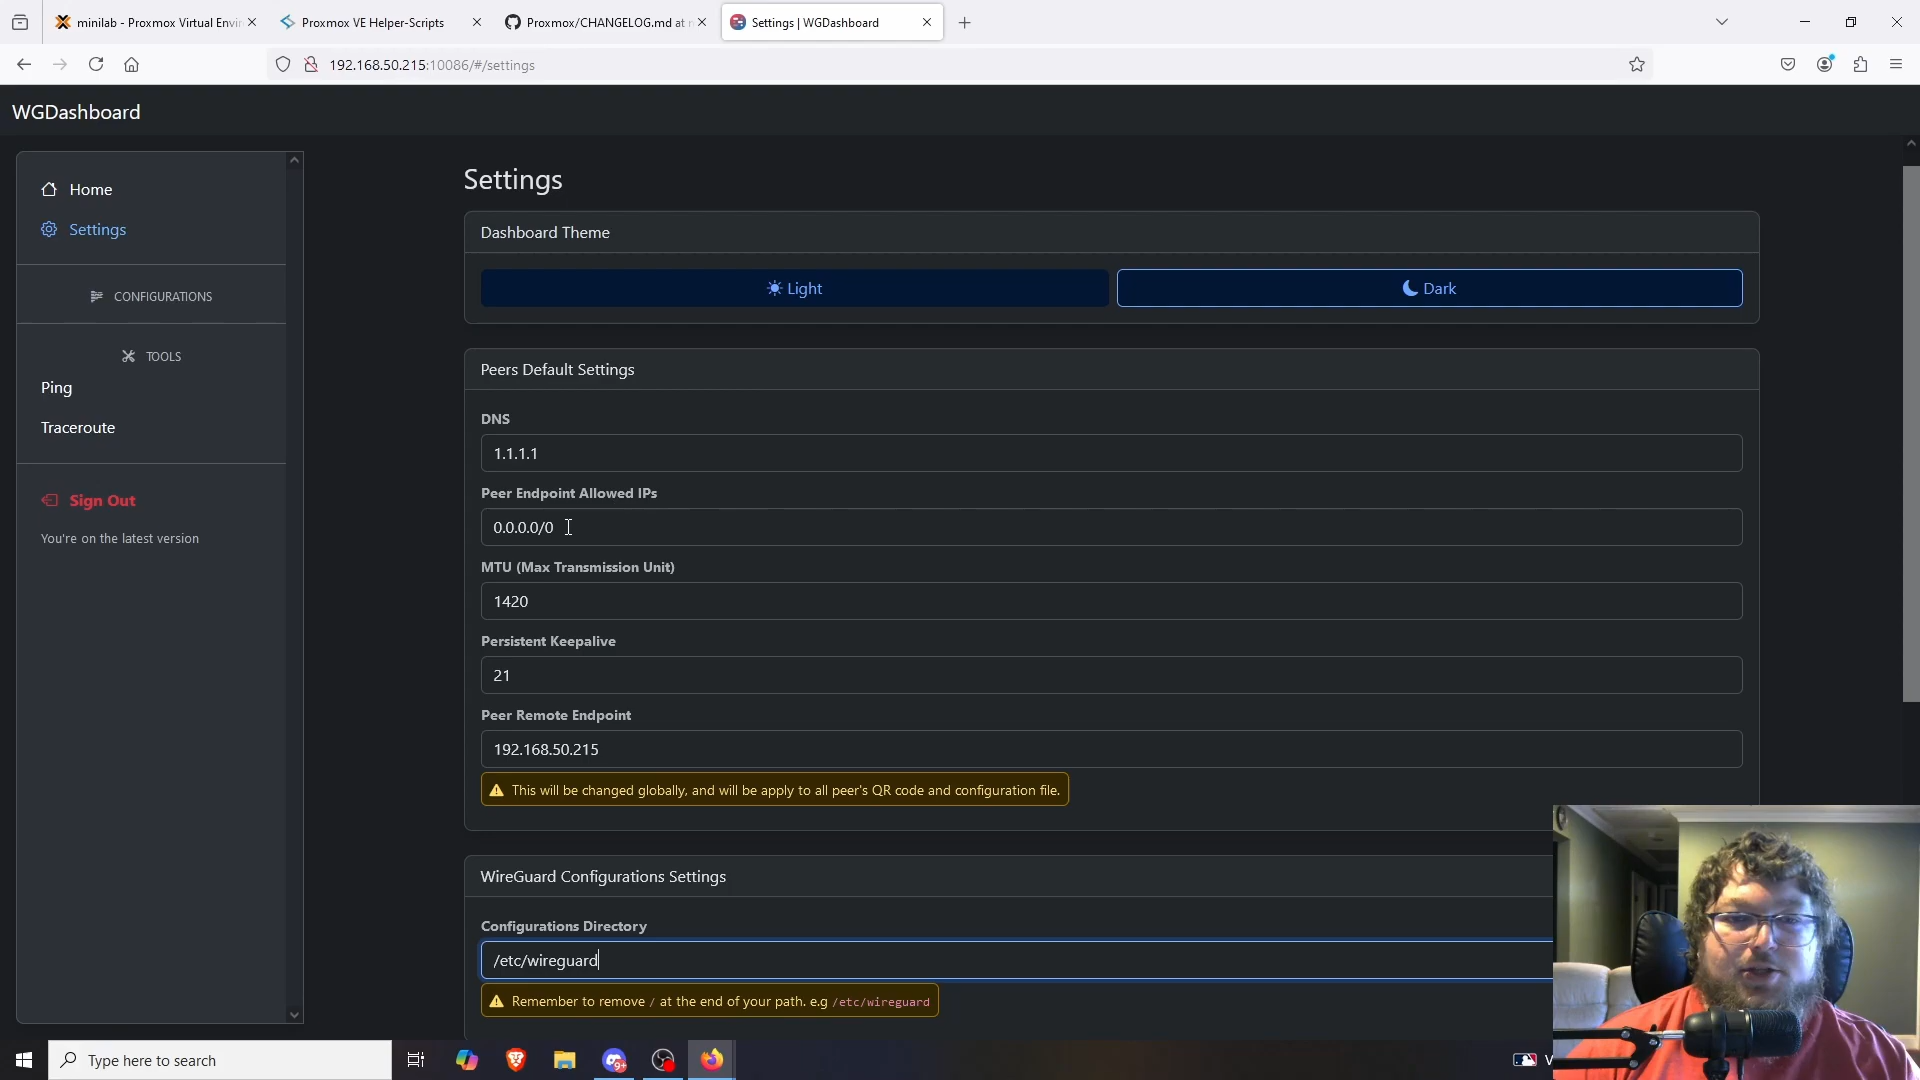 minilab - Proxmox Virtual Envir
Proxmox VE Helper-Scripts
Proxmox/CHANGELOG.md at
Settings | WGDashboard
192.168.50.215:10086/#/settings
WGDashboard
Home
Settings
CONFIGURATIONS
TOOLS
Ping
Traceroute
Sign Out
You're on the latest version
Settings
Dashboard Theme
Light
Dark
Peers Default Settings
DNS
1.1.1.1
Peer Endpoint Allowed IPs
0.0.0.0/0
MTU (Max Transmission Unit)
1420
Persistent Keepalive
21
Peer Remote Endpoint
192.168.50.215
This will be changed globally, and will be apply to all peer's QR code and configuration file.
WireGuard Configurations Settings
Configurations Directory
/etc/wireguard
Remember to remove / at the end of your path. e.g /etc/wireguard
Type here to search
9+